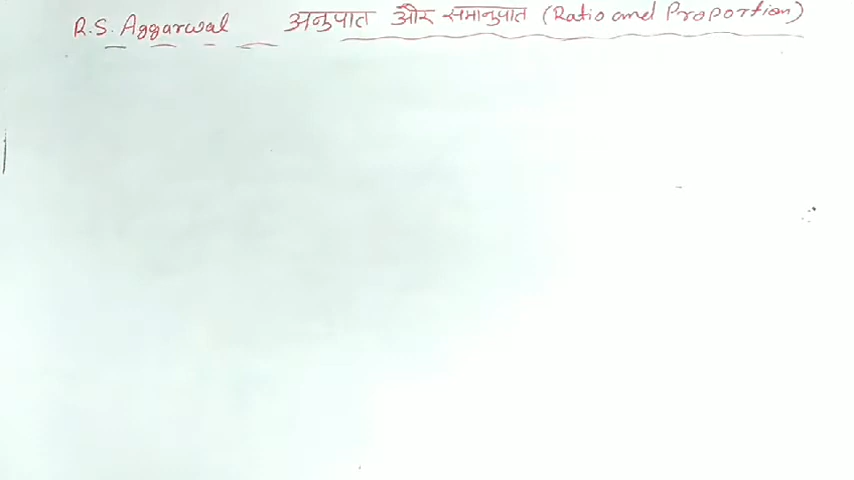 R.S. Aggarwal अनुपात और समानुपात (Ratio and Proportion)